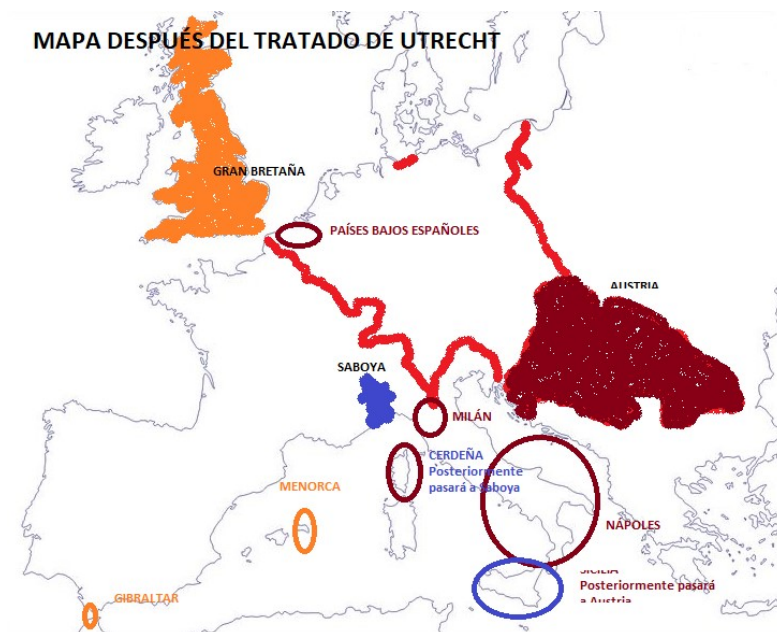 MAPA DESPUÉS DEL TRATADO DE UTRECHT
GRAN BRETAÑA
PAÍSES BAJOS ESPAÑOLES
AUSTRIA
SABOYA
MILÁN
CERDEÑA
Posteriormente
pasará a Saboya
MENORCA
NÁPOLES
SICILIA
Posteriormente pasará
a Austria
GIBRALTAR